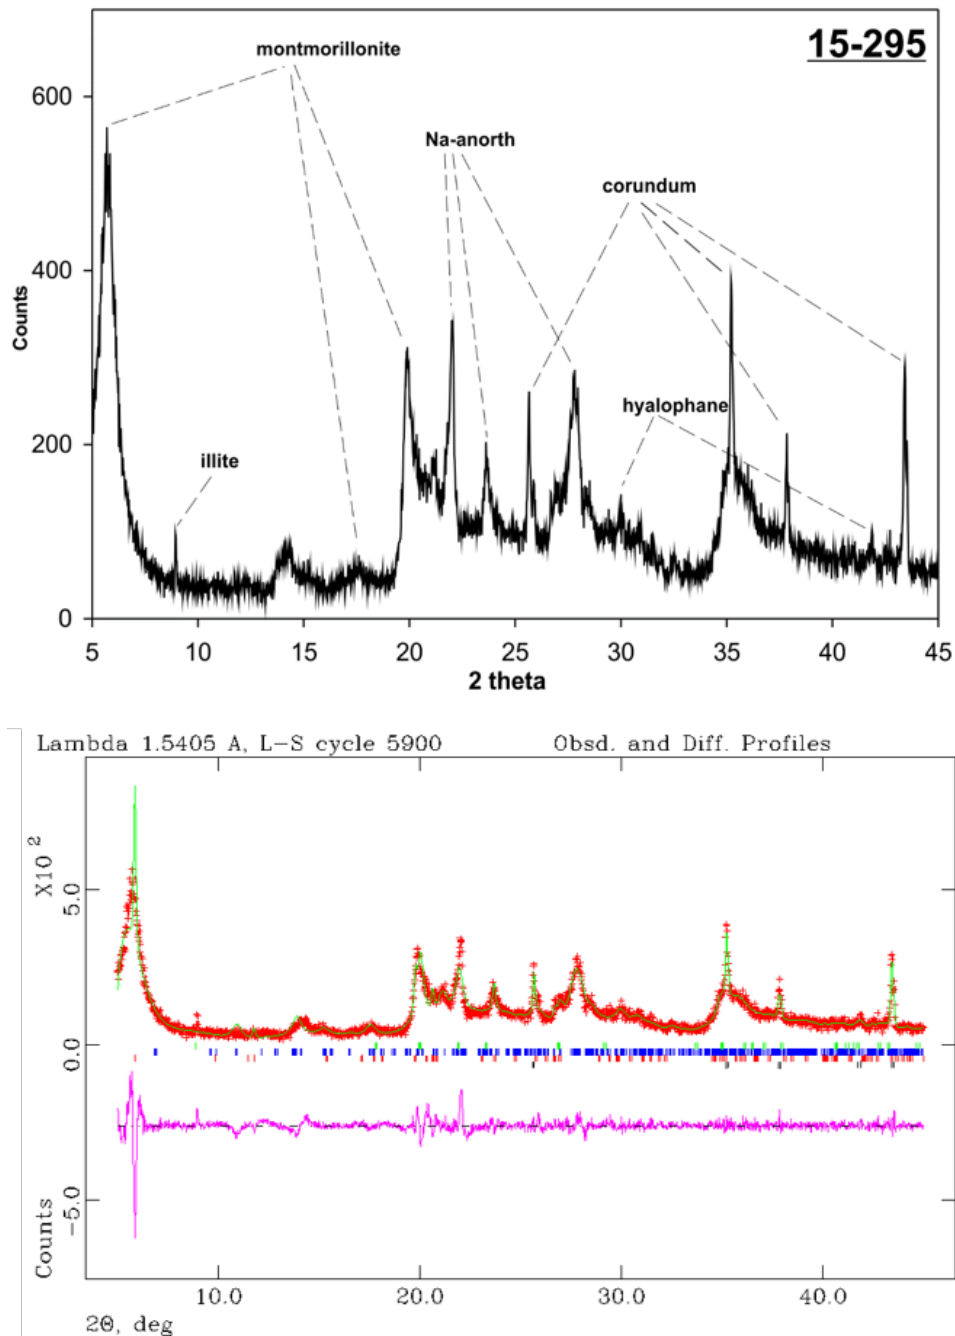 15-295
montmorillonite
600
Na-anorth
corundum
400
Counts
hyalophane
200
illite
0
5 10 15 20 25 30 35 40 45
2 theta
Lambda 1.5405 A, L-S cycle 5900 Obsd. and Diff. Profiles
X10 2
5.0
0.0
Counts
-5.0
10.0 20.0 30.0 40.0
2Θ, deg